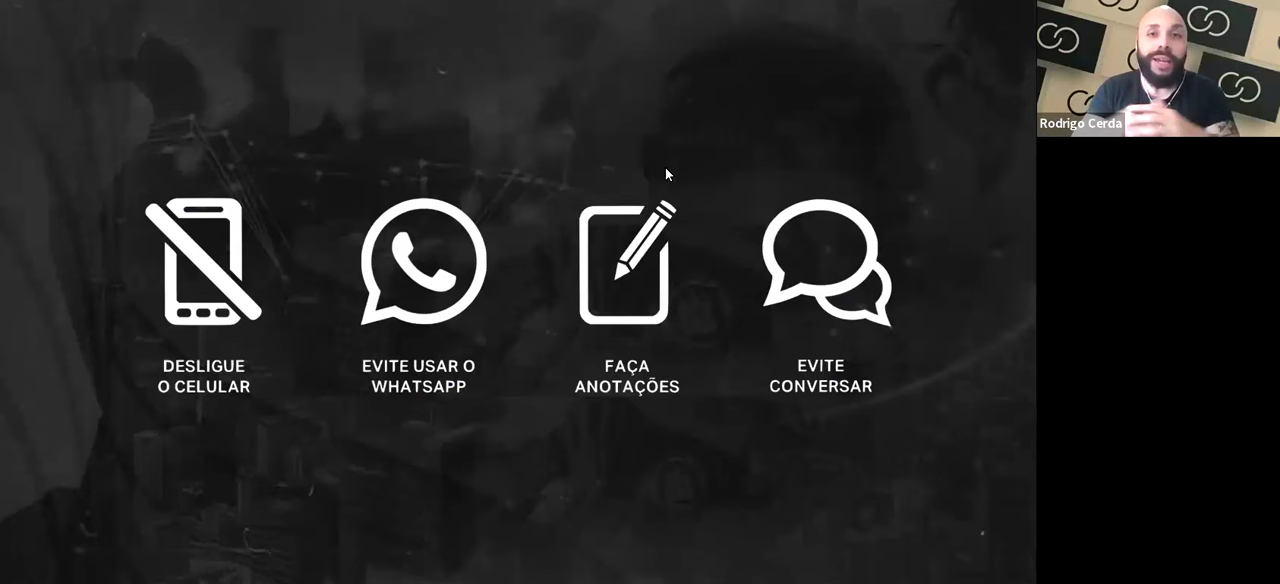 Rodrigo Cerda
DESLIGUE
O CELULAR
EVITE USAR O
WHATSAPP
FAÇA
ANOTAÇÕES
EVITE
CONVERSAR